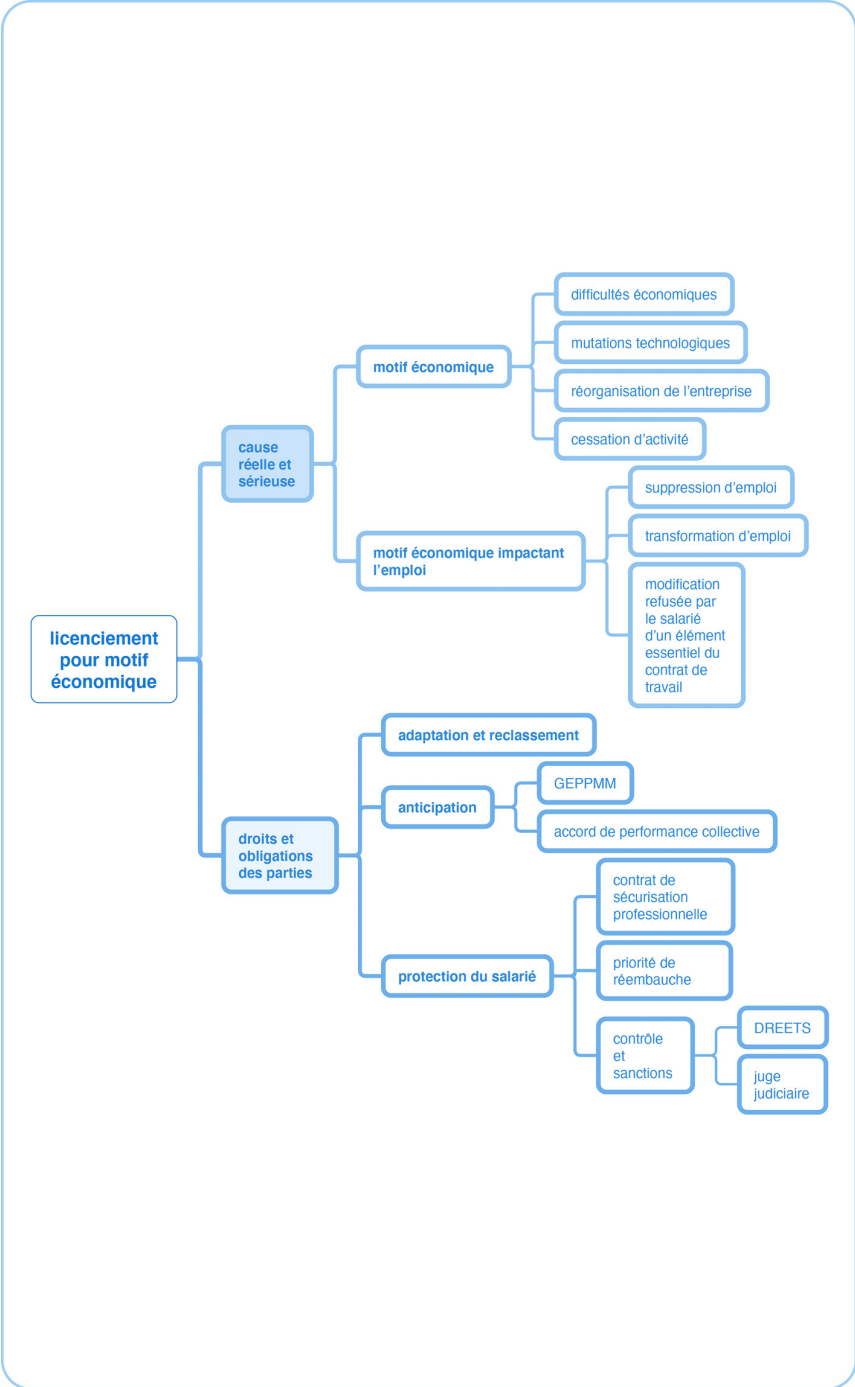 licenciement
pour motif
économique
cause
réelle et
sérieuse
motif économique
difficultés économiques
mutations technologiques
réorganisation de l’entreprise
cessation d’activité
motif économique impactant
l’emploi
suppression d’emploi
transformation d’emploi
modification
refusée par
le salarié
d’un élément
essentiel du
contrat de
travail
droits et
obligations
des parties
adaptation et reclassement
anticipation
GEPPMM
accord de performance collective
protection du salarié
contrat de
sécurisation
professionnelle
priorité de
réembauche
contrôle
et
sanctions
DREETS
juge
judiciaire